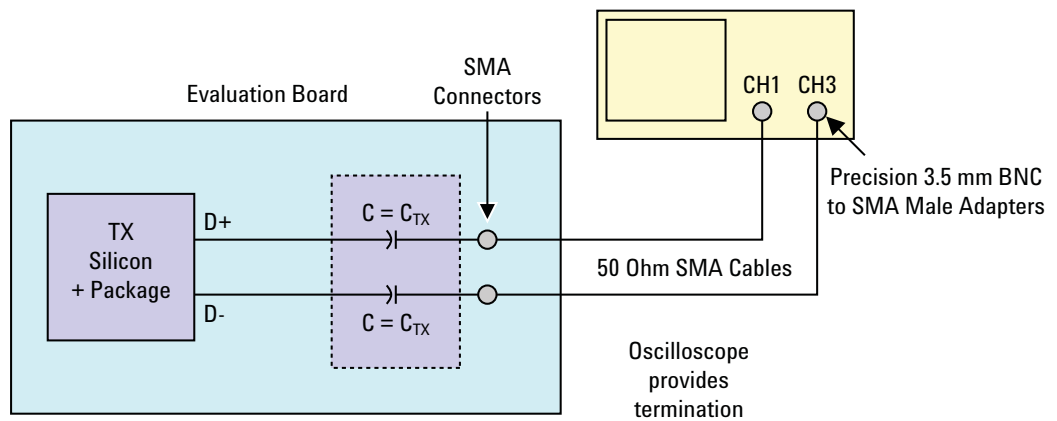 Evaluation Board
SMA
Connectors
CH1 CH3
Precision 3.5 mm BNC
to SMA Male Adapters
TX
Silicon
+ Package
D+
D-
C = CTX
C = CTX
50 Ohm SMA Cables
Oscilloscope
provides
termination